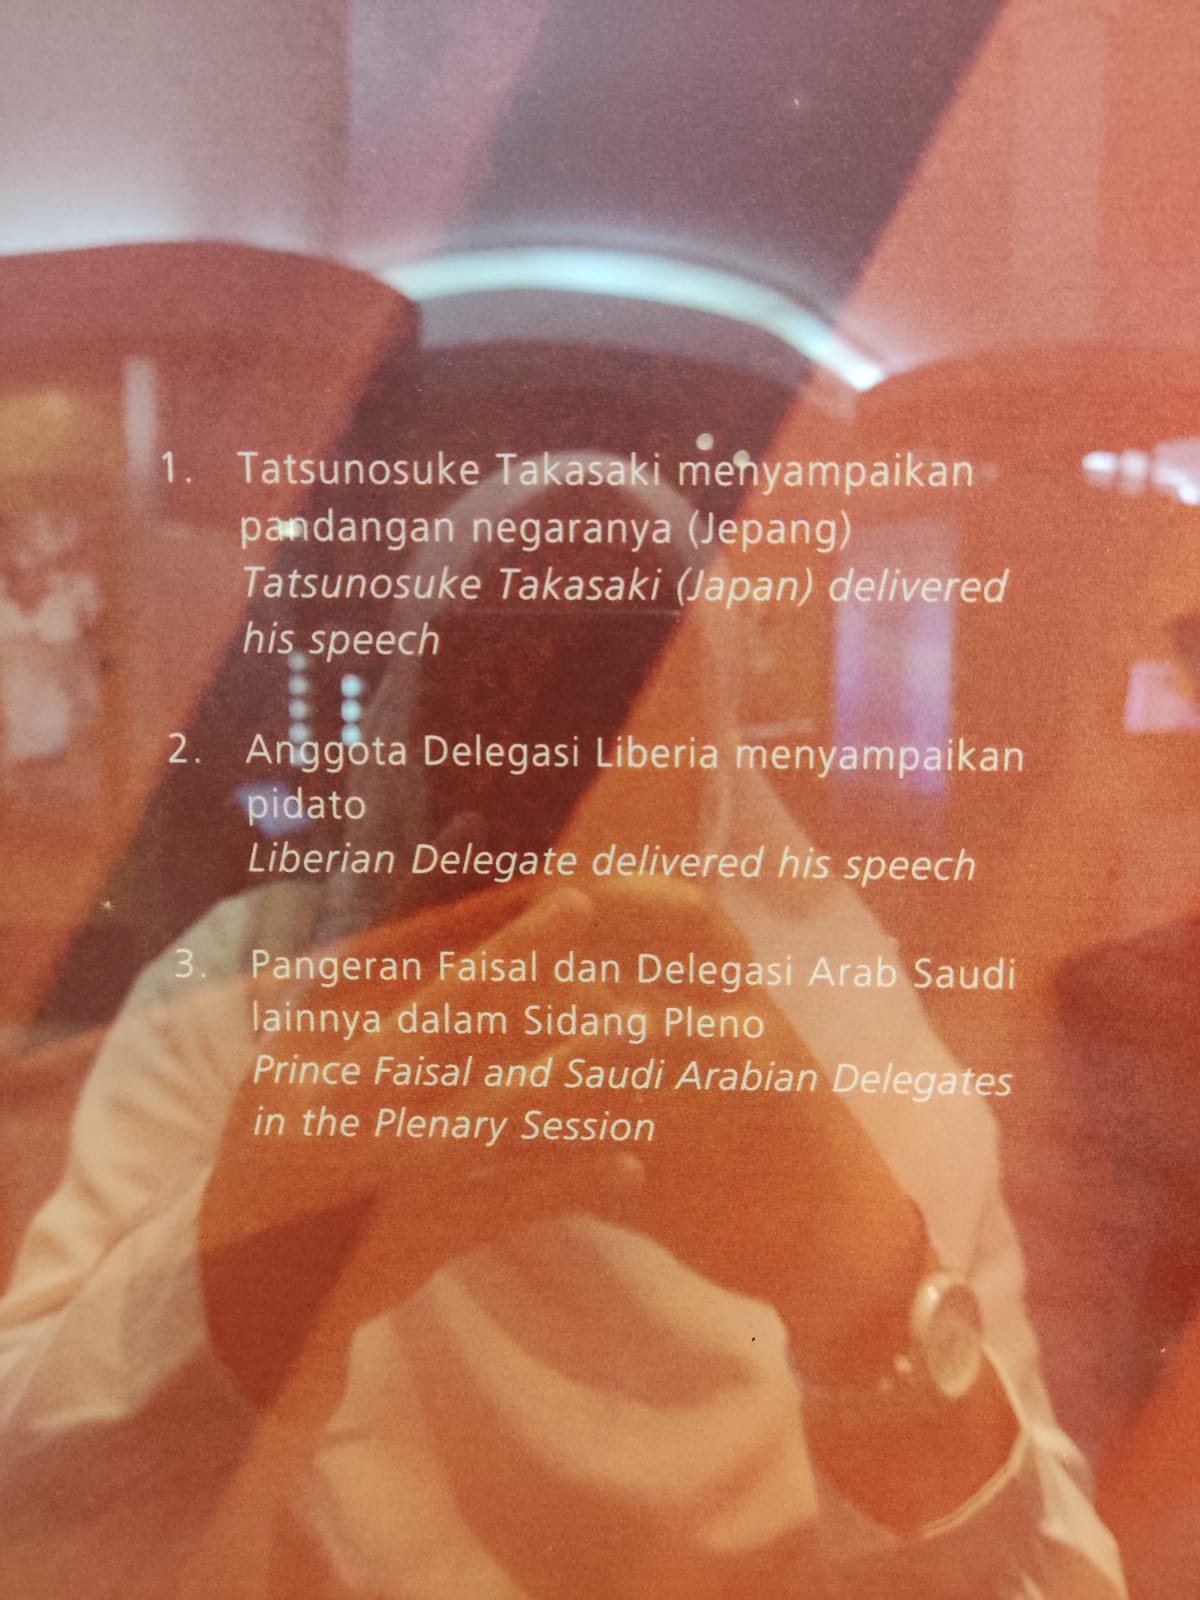 1. Tatsunosuke Takasaki menyampaikan
pandangan negaranya (Jepang)
Tatsunosuke Takasaki (Japan) delivered
his speech
2. Anggota Delegasi Liberia menyampaikan
pidato
Liberian Delegate delivered his speech
3. Pangeran Faisal dan Delegasi Arab Saudi
lainnya dalam Sidang Pleno
Prince Faisal and Saudi Arabian Delegates
in the Plenary Session